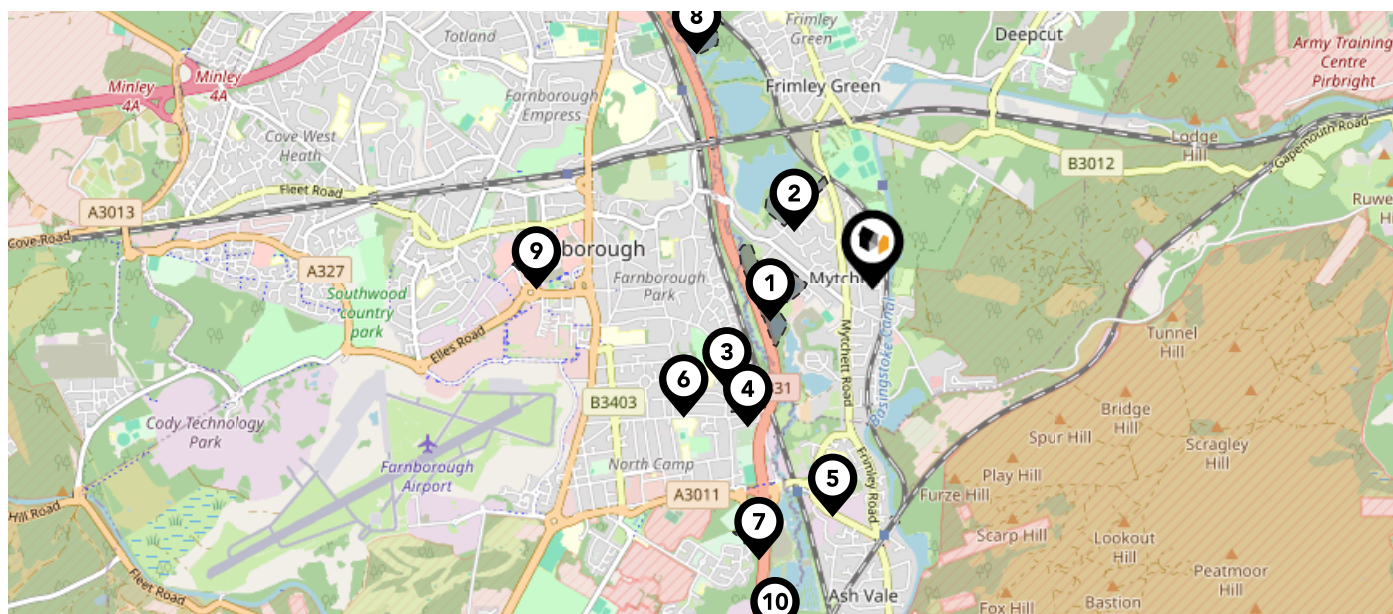 8
Frimley
Green
Deepcut
Army Training
Centre
Pirbright
Totland
Minley
4A
Minley
4A
Farnborough
Empress
Frimley Green
Cove West
Heath
Lodge
Hill
Gapemouth Road
B3012
Fleet Road
2
A3013
Cove Road
9
borough
A327
Southwood
country
park
Farnborough
Park
1
Mytch
Elles Road
Mytchett Road
Basingstoke Canal
Tunnel
Hill
3
6
4
31
B3403
Cody Technology
Park
Bridge
Hill
Spur Hill
Scragley
Hill
Farnborough
Airport
North Camp
5
Frimley Road
Play Hill
A3011
Furze Hill
Hill Road
7
Scarp Hill
Lookout
Hill
Fleet Road
Peatmoor
Hill
10
Ash Vale
Fox Hill
Bastion